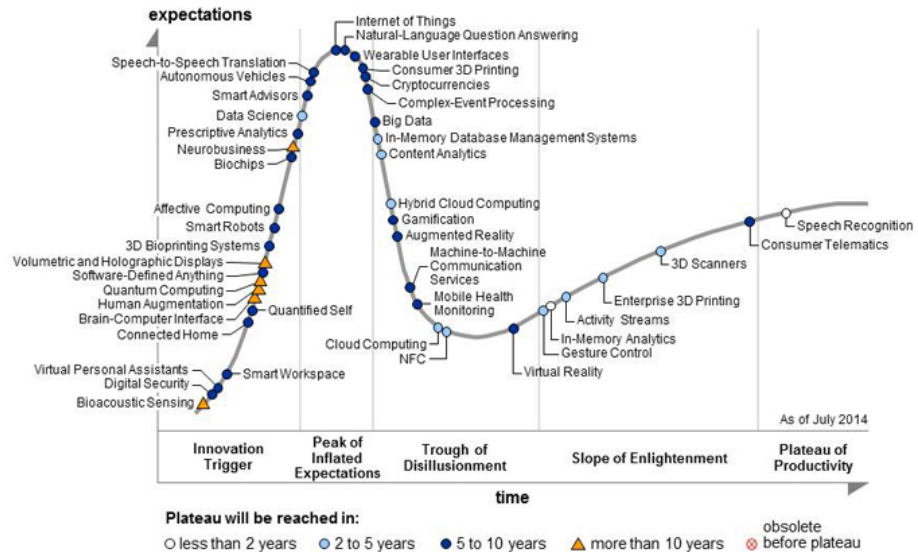 expectations
Internet of Things
Natural-Language Question Answering
Wearable User Interfaces
Speech-to-Speech Translation
Consumer 3D Printing
Autonomous Vehicles
Cryptocurrencies
Smart Advisors
Complex-Event Processing
Data Science
Big Data
Prescriptive Analytics
In-Memory Database Management Systems
Neurobusiness
Content Analytics
Biochips
Hybrid Cloud Computing
Affective Computing
Gamification
Speech Recognition
Smart Robots
Augmented Reality
Consumer Telematics
3D Bioprinting Systems
Machine-to-Machine
Communication
Services
Volumetric and Holographic Displays
3D Scanners
Software-Defined Anything
Quantum Computing
Mobile Health
Monitoring
Enterprise 3D Printing
Human Augmentation
Quantified Self
Brain-Computer Interface
Activity Streams
Connected Home
Cloud Computing
In-Memory Analytics
NFC
Gesture Control
Virtual Personal Assistants
Smart Workspace
Virtual Reality
Digital Security
Bioacoustic Sensing
As of July 2014
Innovation
Trigger
Peak of
Inflated
Expectations
Trough of
Disillusionment
Slope of Enlightenment
Plateau of
Productivity
time
Plateau will be reached in:
less than 2 years
2 to 5 years
5 to 10 years
more than 10 years
obsolete
before plateau